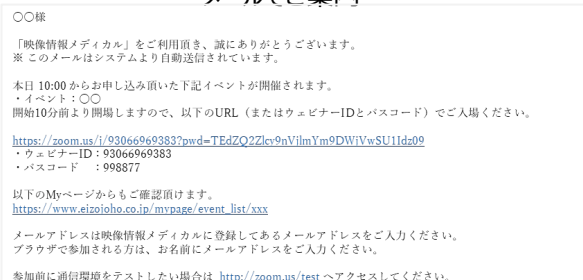 メールでご案内
○○様
「映像情報メディカル」をご利用頂き、誠にありがとうございます。
※ このメールはシステムより自動送信されています。
本日 10:00 からお申し込み頂いた下記イベントが開催されます。
・イベント：○○
開始10分前より開場しますので、以下のURL（またはウェビナーIDとパスコード）でご入場ください。
https://zoom.us/j/93066969383?pwd=TEdZQ2Zlcy9nVjlmYm9DWjVwSU1Idz09
・ウェビナーID：93066969383
・パスコード ：998877
以下のMyページからもご確認頂けます。
https://www.eizojoho.co.jp/mypage/event_list/xxx
メールアドレスは映像情報メディカルに登録してあるメールアドレスをご入力ください。
ブラウザで参加される方は、お名前にメールアドレスをご入力ください。
参加前に通信環境をテストしたい場合は http://zoom.us/test へアクセスしてください。